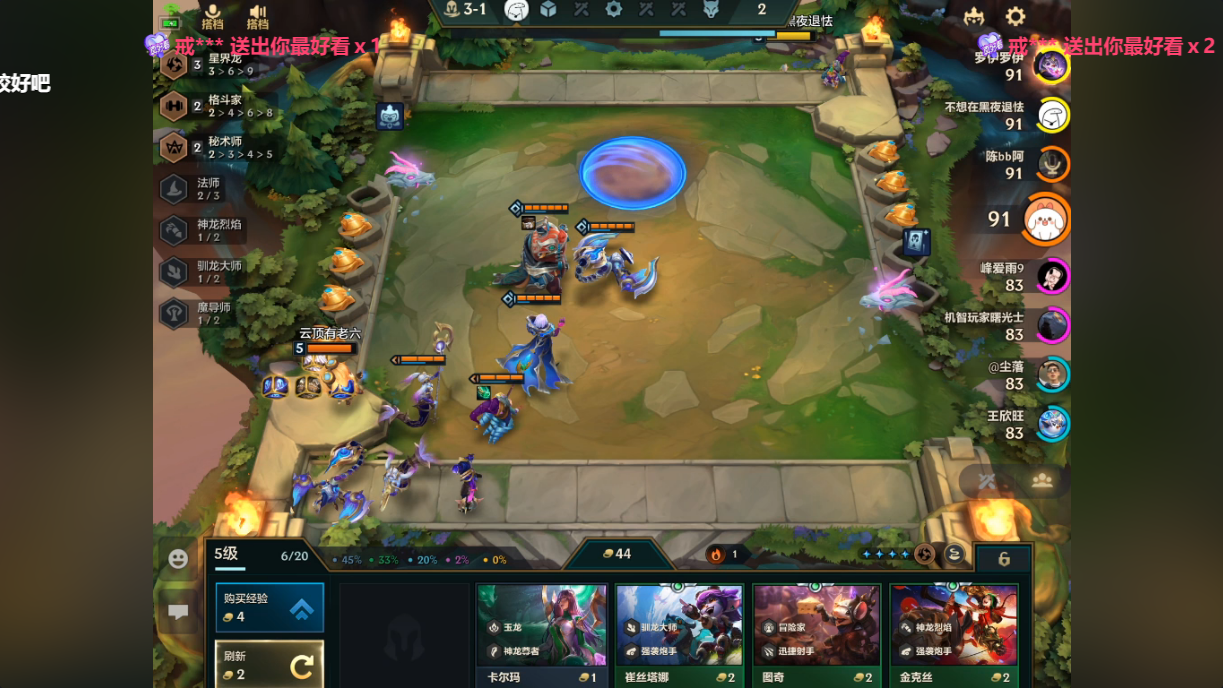 搭档
搭档
3-1
2
黑夜退怯
戒*** 送出你最好看 x 1
戒*** 送出你最好看 x 2
较好吧
3
星界龙
3 > 6 > 9
2
格斗家
2 > 4 > 6 > 8
2
秘术师
2 > 3 > 4 > 5
法师
2 / 3
神龙烈焰
1 / 2
驯龙大师
1 / 2
魔导师
1 / 2
云顶有老六
5
罗伊罗伊
91
不想在黑夜退怯
91
陈bb阿
91
91
峰爱雨9
83
机智玩家曙光士
83
@尘落
83
王欣旺
83
5级
6/20
45%
33%
20%
2%
0%
44
1
购买经验
4
刷新
2
玉龙
神龙尊者
卡尔玛
1
驯龙大师
强袭炮手
崔丝塔娜
2
冒险家
迅捷射手
图奇
2
神龙烈焰
强袭炮手
金克丝
2